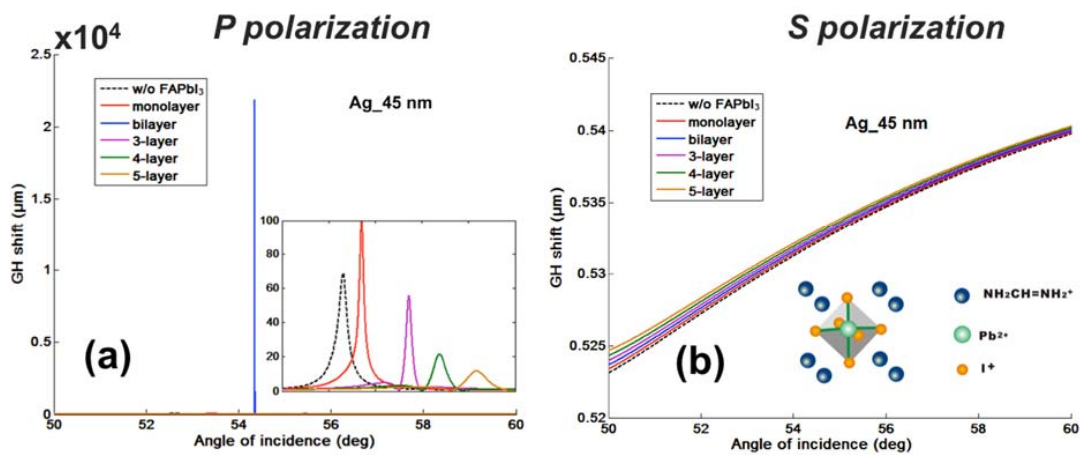 P polarization
x10⁴
2.5
2
1.5
1
0.5
0
w/o FAPbI₃
monolayer
bilayer
3-layer
4-layer
5-layer
Ag_45 nm
100
80
60
40
20
0
56
58
60
(a)
GH shift (μm)
50
52
54
56
58
60
Angle of incidence (deg)
S polarization
0.545
0.54
0.535
0.53
0.525
0.52
w/o FAPbI₃
monolayer
bilayer
3-layer
4-layer
5-layer
Ag_45 nm
NH₂CH=NH₂⁺
Pb²⁺
I⁺
(b)
GH shift (μm)
50
52
54
56
58
60
Angle of incidence (deg)